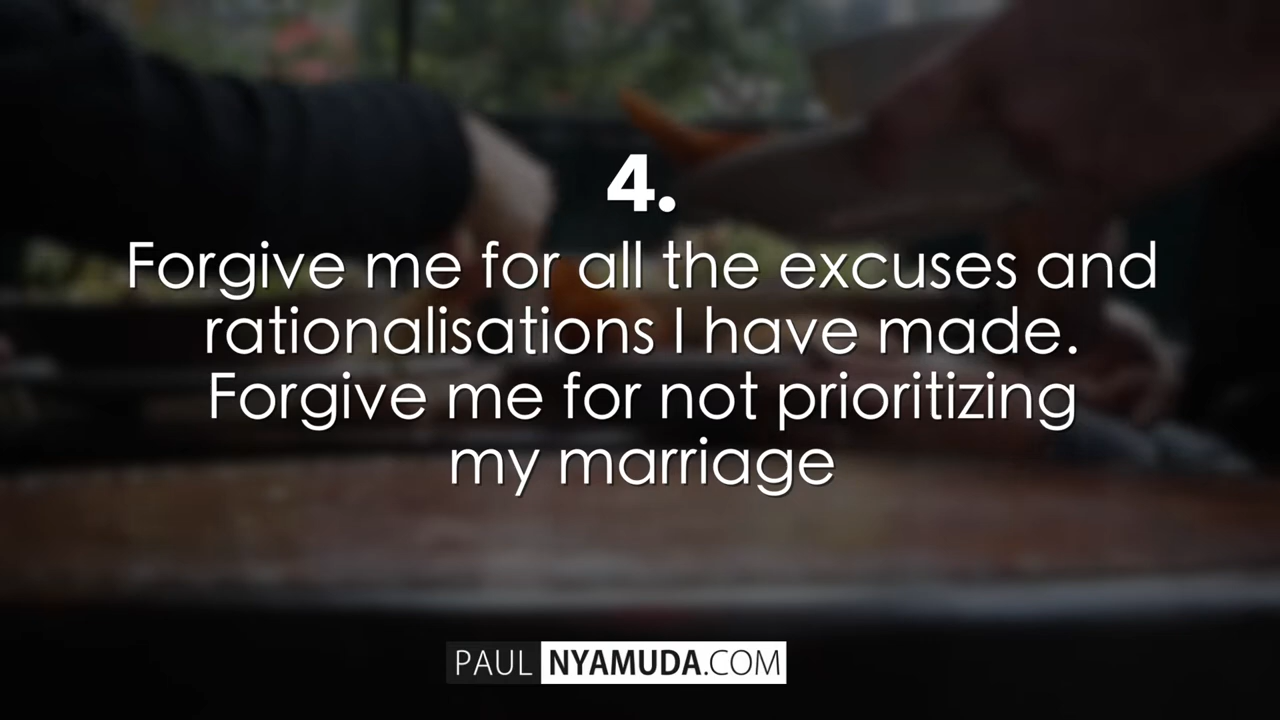 4.
Forgive me for all the excuses and
rationalisations I have made.
Forgive me for not prioritizing
my marriage
PAUL NYAMUDA.COM